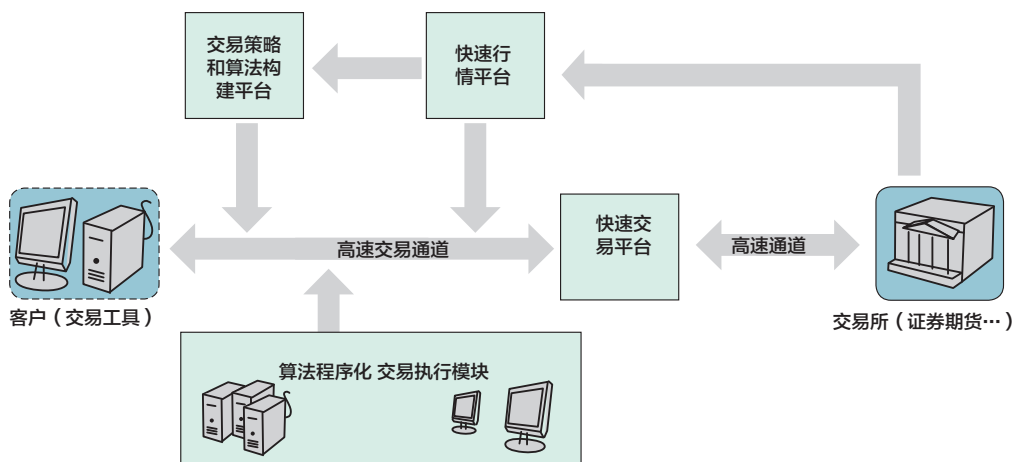 交易策略
和算法构
建平台
快速行
情平台
高速交易通道
快速交
易平台
高速通道
客户（交易工具）
交易所（证券期货…）
算法程序化 交易执行模块